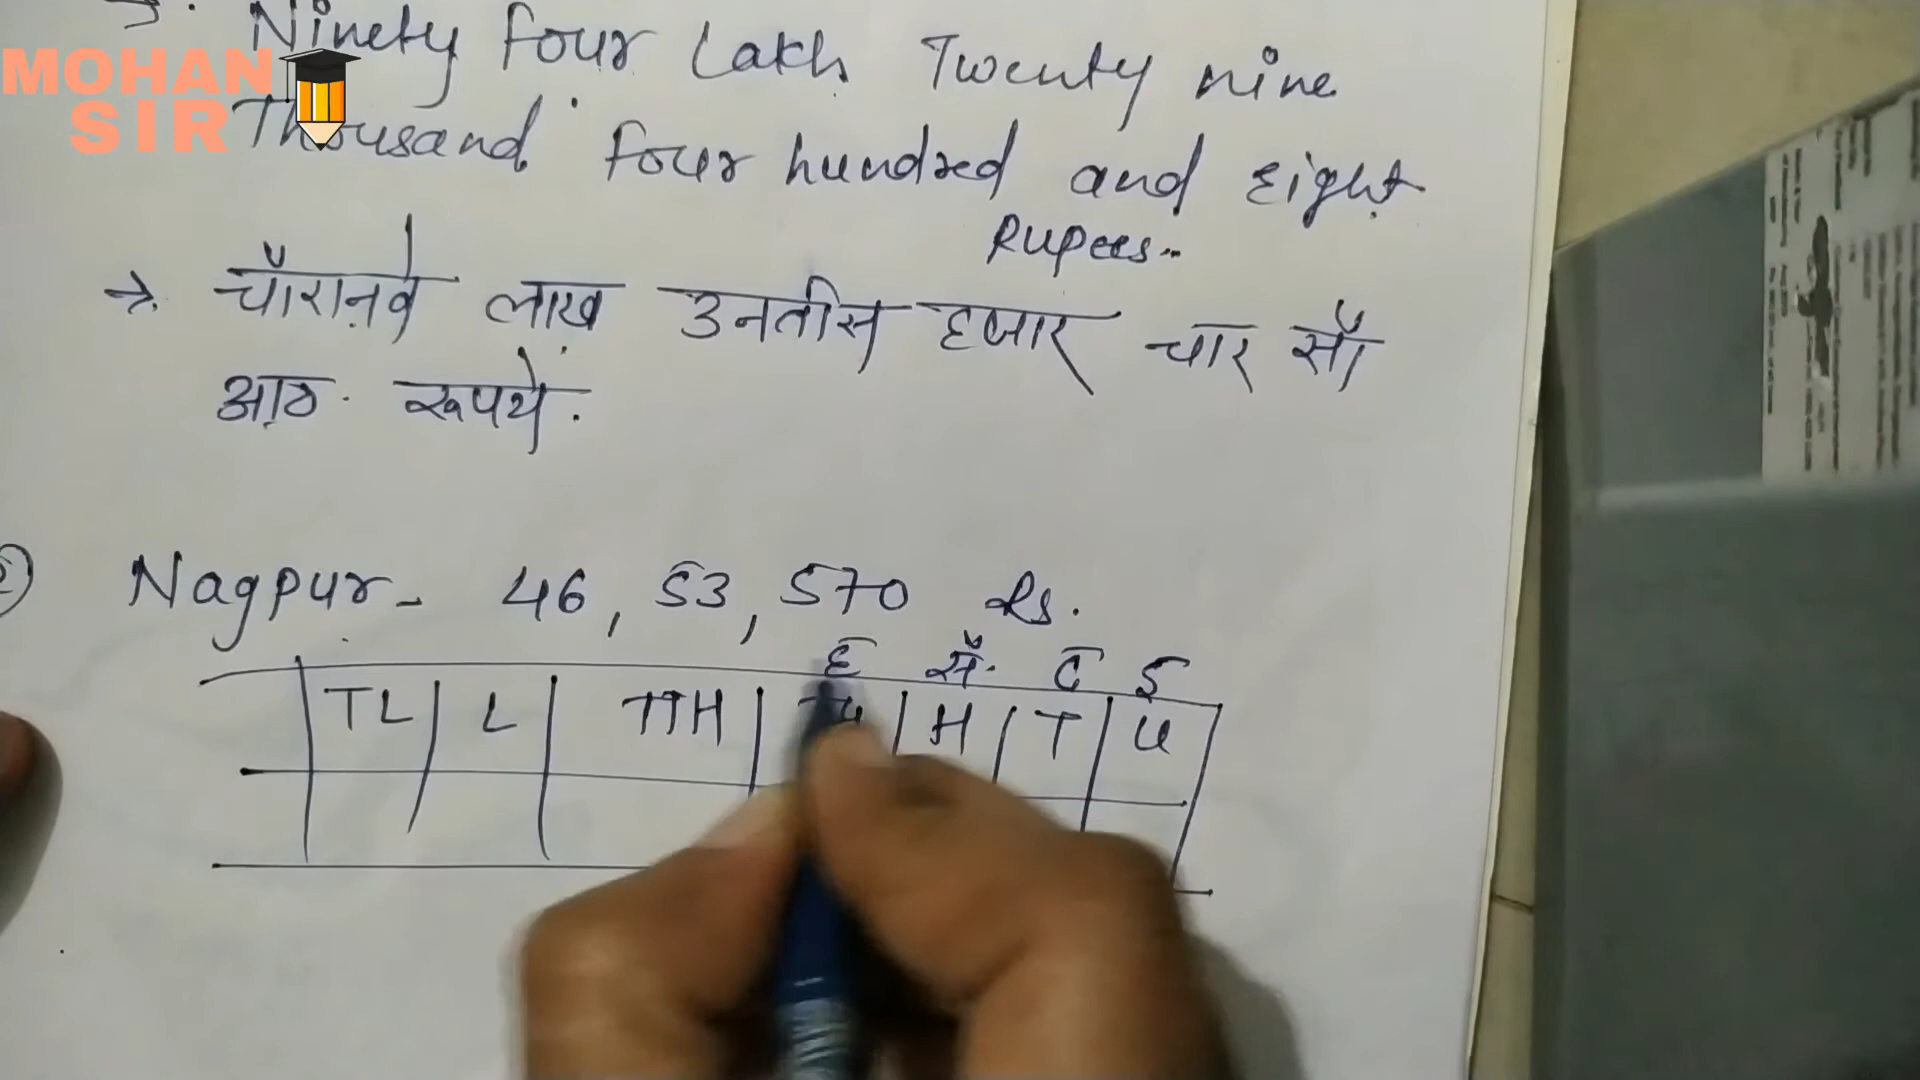 MOHAN
SIR
Ninety four Lakh Twenty nine
Thousand four hundred and Eight
Rupees..
→ चौरानवे लाख उनतीस हजार चार सौ
आठ रूपये.
Nagpur - 46, 53, 570 Rs.
ह सै. द इ
TL L TTH H T U